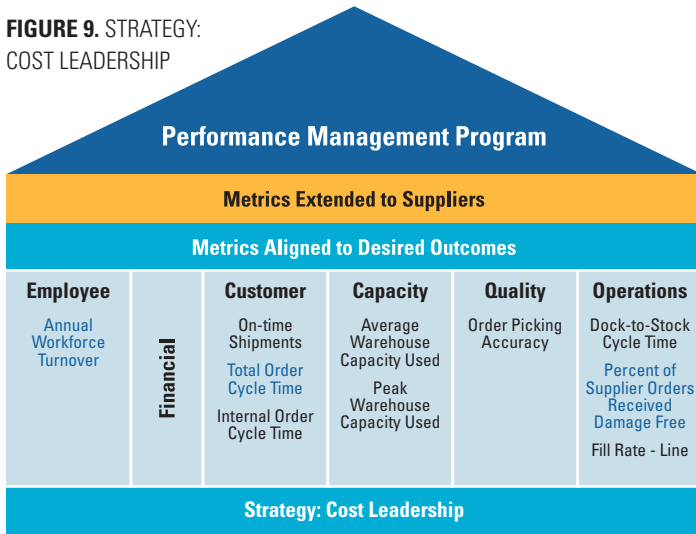 FIGURE 9. STRATEGY:
COST LEADERSHIP
Performance Management Program
Metrics Extended to Suppliers
Metrics Aligned to Desired Outcomes
Employee
Annual
Workforce
Turnover
Financial
Customer
On-time
Shipments
Total Order
Cycle Time
Internal Order
Cycle Time
Capacity
Average
Warehouse
Capacity Used
Peak
Warehouse
Capacity Used
Quality
Order Picking
Accuracy
Operations
Dock-to-Stock
Cycle Time
Percent of
Supplier Orders
Received
Damage Free
Fill Rate - Line
Strategy: Cost Leadership